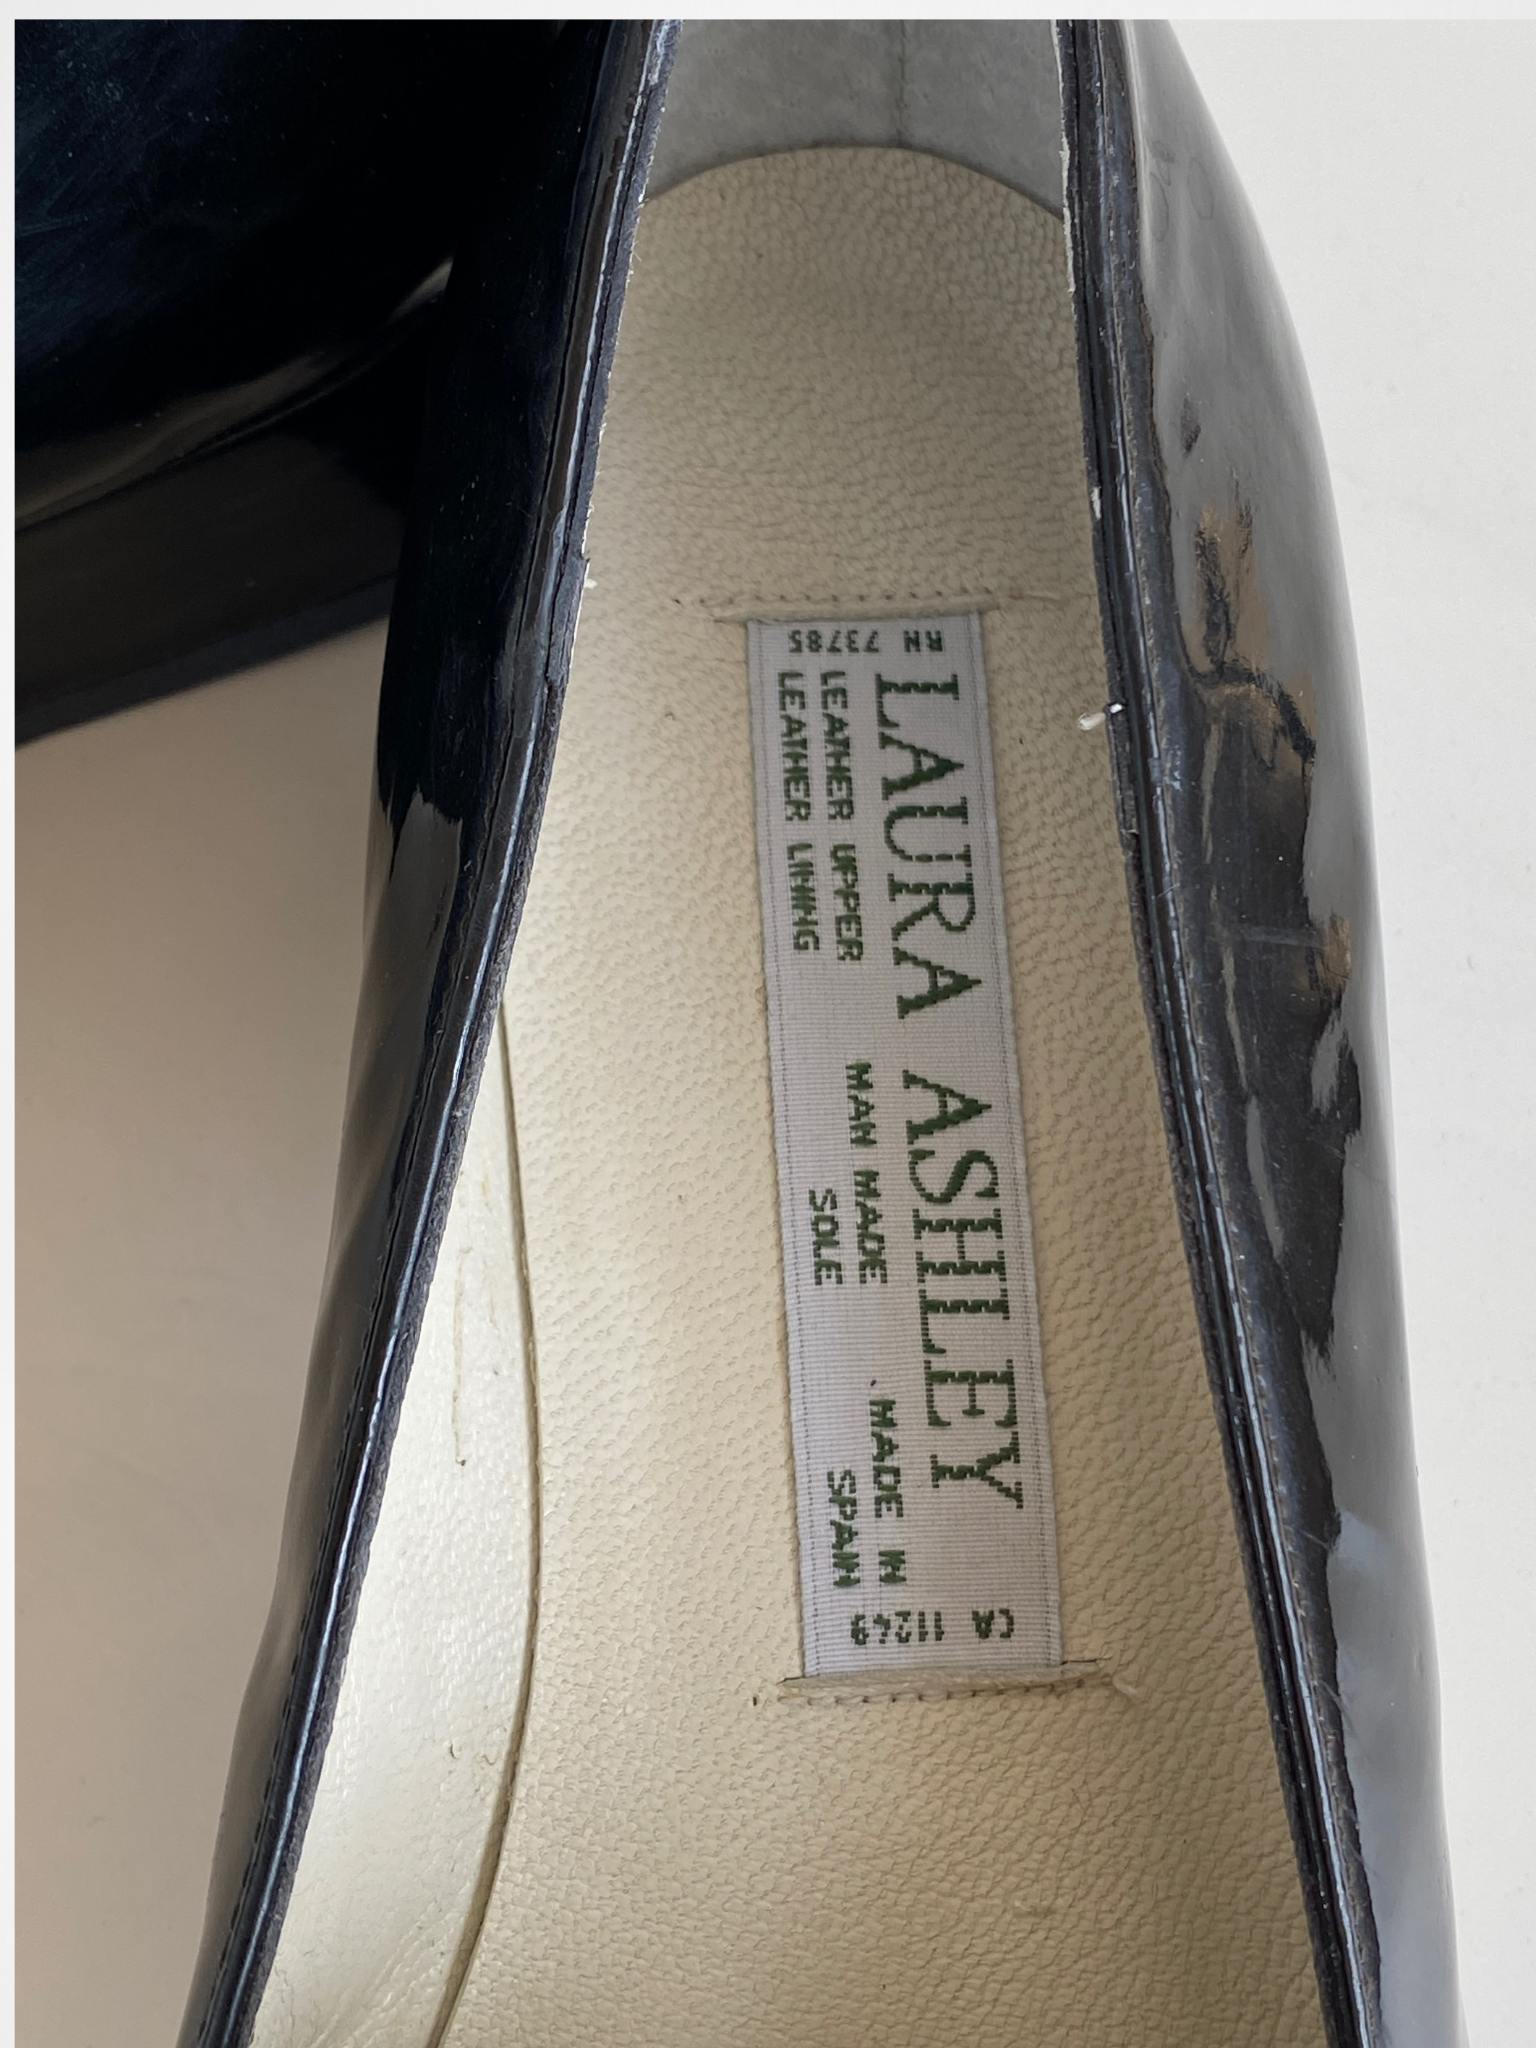 RN 73785
LAURA ASHLEY
LEATHER UPPER
LEATHER LINING
MAN MADE
SOLE
MADE IN
SPAIN
CA 11249